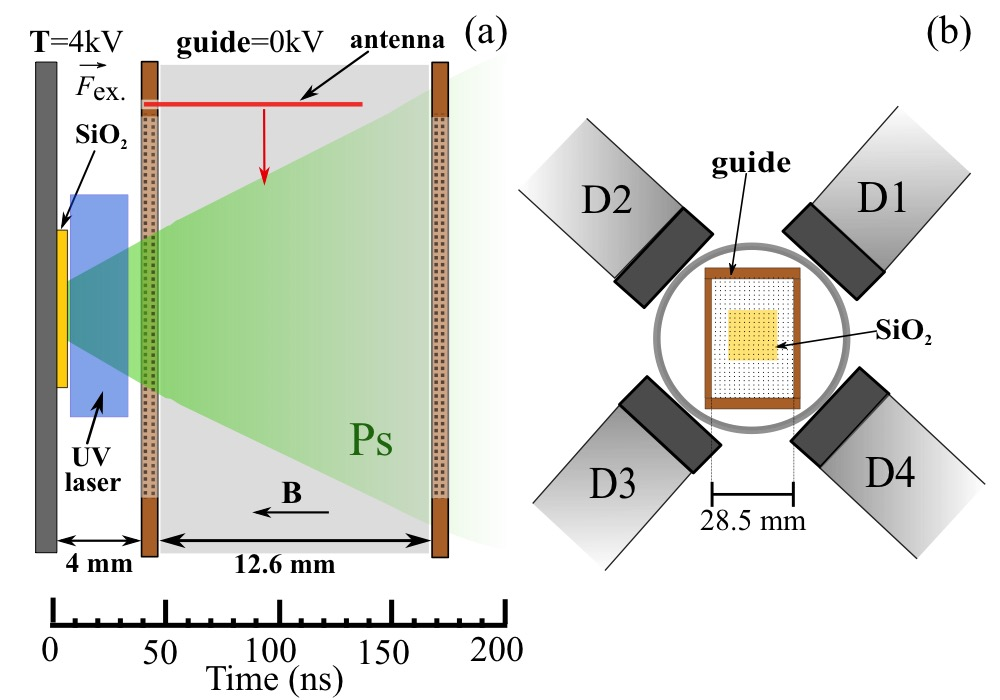 (a)
(b)
T=4kV
guide=0kV
antenna
Fex.
SiO2
UV
laser
Ps
B
4 mm
12.6 mm
0
50
100
150
200
Time (ns)
D2
D1
guide
SiO2
D3
D4
28.5 mm